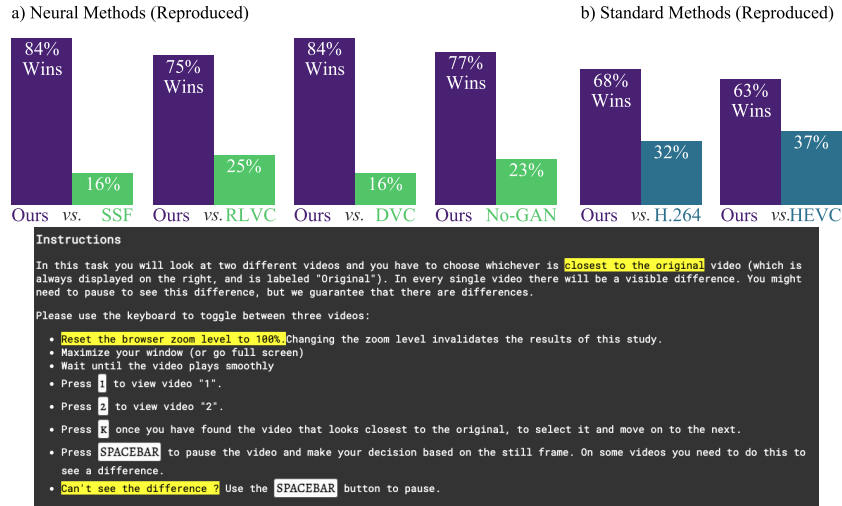 a) Neural Methods (Reproduced)
b) Standard Methods (Reproduced)
84%
Wins
16%
75%
Wins
25%
84%
Wins
16%
77%
Wins
23%
68%
Wins
32%
63%
Wins
37%
Ours vs. SSF
Ours vs. RLVC
Ours vs. DVC
Ours vs. No-GAN
Ours vs. H.264
Ours vs. HEVC
Instructions
In this task you will look at two different videos and you have to choose whichever is closest to the original video (which is
always displayed on the right, and is labeled "Original"). In every single video there will be a visible difference. You might
need to pause to see this difference, but we guarantee that there are differences.
Please use the keyboard to toggle between three videos:
• Reset the browser zoom level to 100%.Changing the zoom level invalidates the results of this study.
• Maximize your window (or go full screen)
• Wait until the video plays smoothly
• Press 1 to view video "1".
• Press 2 to view video "2".
• Press K once you have found the video that looks closest to the original, to select it and move on to the next.
• Press SPACEBAR to pause the video and make your decision based on the still frame. On some videos you need to do this to
see a difference.
• Can't see the difference ? Use the SPACEBAR button to pause.